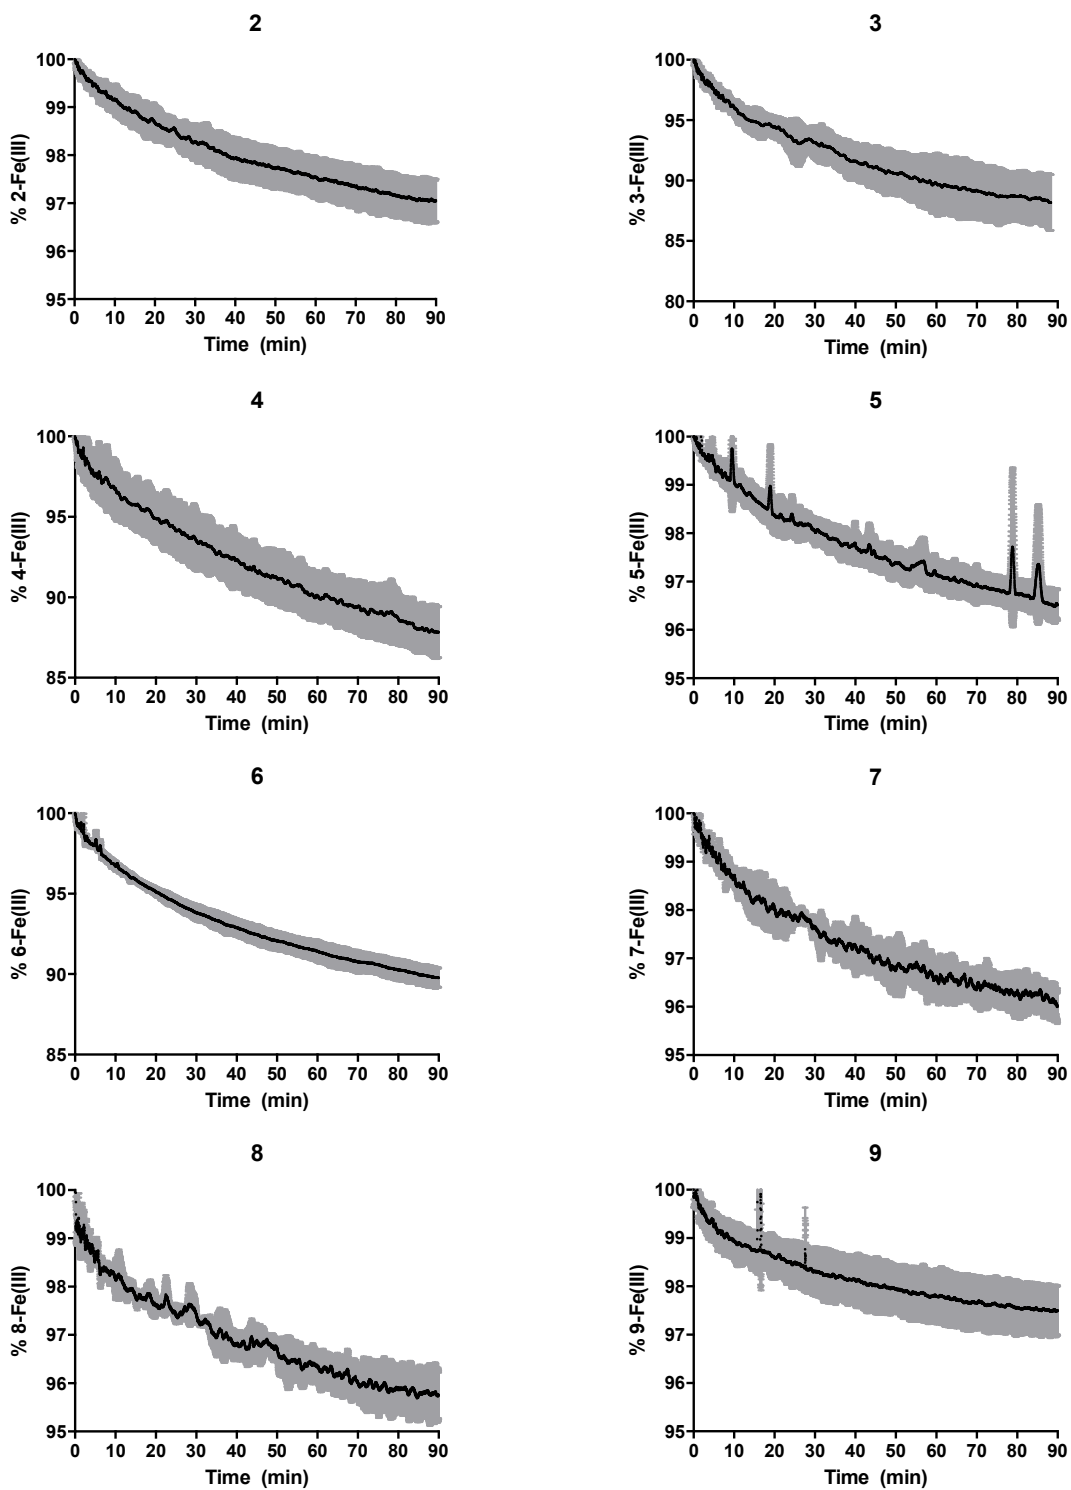 2
100
99
98
97
96
95
% 2-Fe(III)
0 10 20 30 40 50 60 70 80 90
Time (min)
3
100
95
90
85
80
% 3-Fe(III)
0 10 20 30 40 50 60 70 80 90
Time (min)
4
100
95
90
85
% 4-Fe(III)
0 10 20 30 40 50 60 70 80 90
Time (min)
5
100
99
98
97
96
95
% 5-Fe(III)
0 10 20 30 40 50 60 70 80 90
Time (min)
6
100
95
90
85
% 6-Fe(III)
0 10 20 30 40 50 60 70 80 90
Time (min)
7
100
99
98
97
96
95
% 7-Fe(III)
0 10 20 30 40 50 60 70 80 90
Time (min)
8
100
99
98
97
96
95
% 8-Fe(III)
0 10 20 30 40 50 60 70 80 90
Time (min)
9
100
99
98
97
96
95
% 9-Fe(III)
0 10 20 30 40 50 60 70 80 90
Time (min)